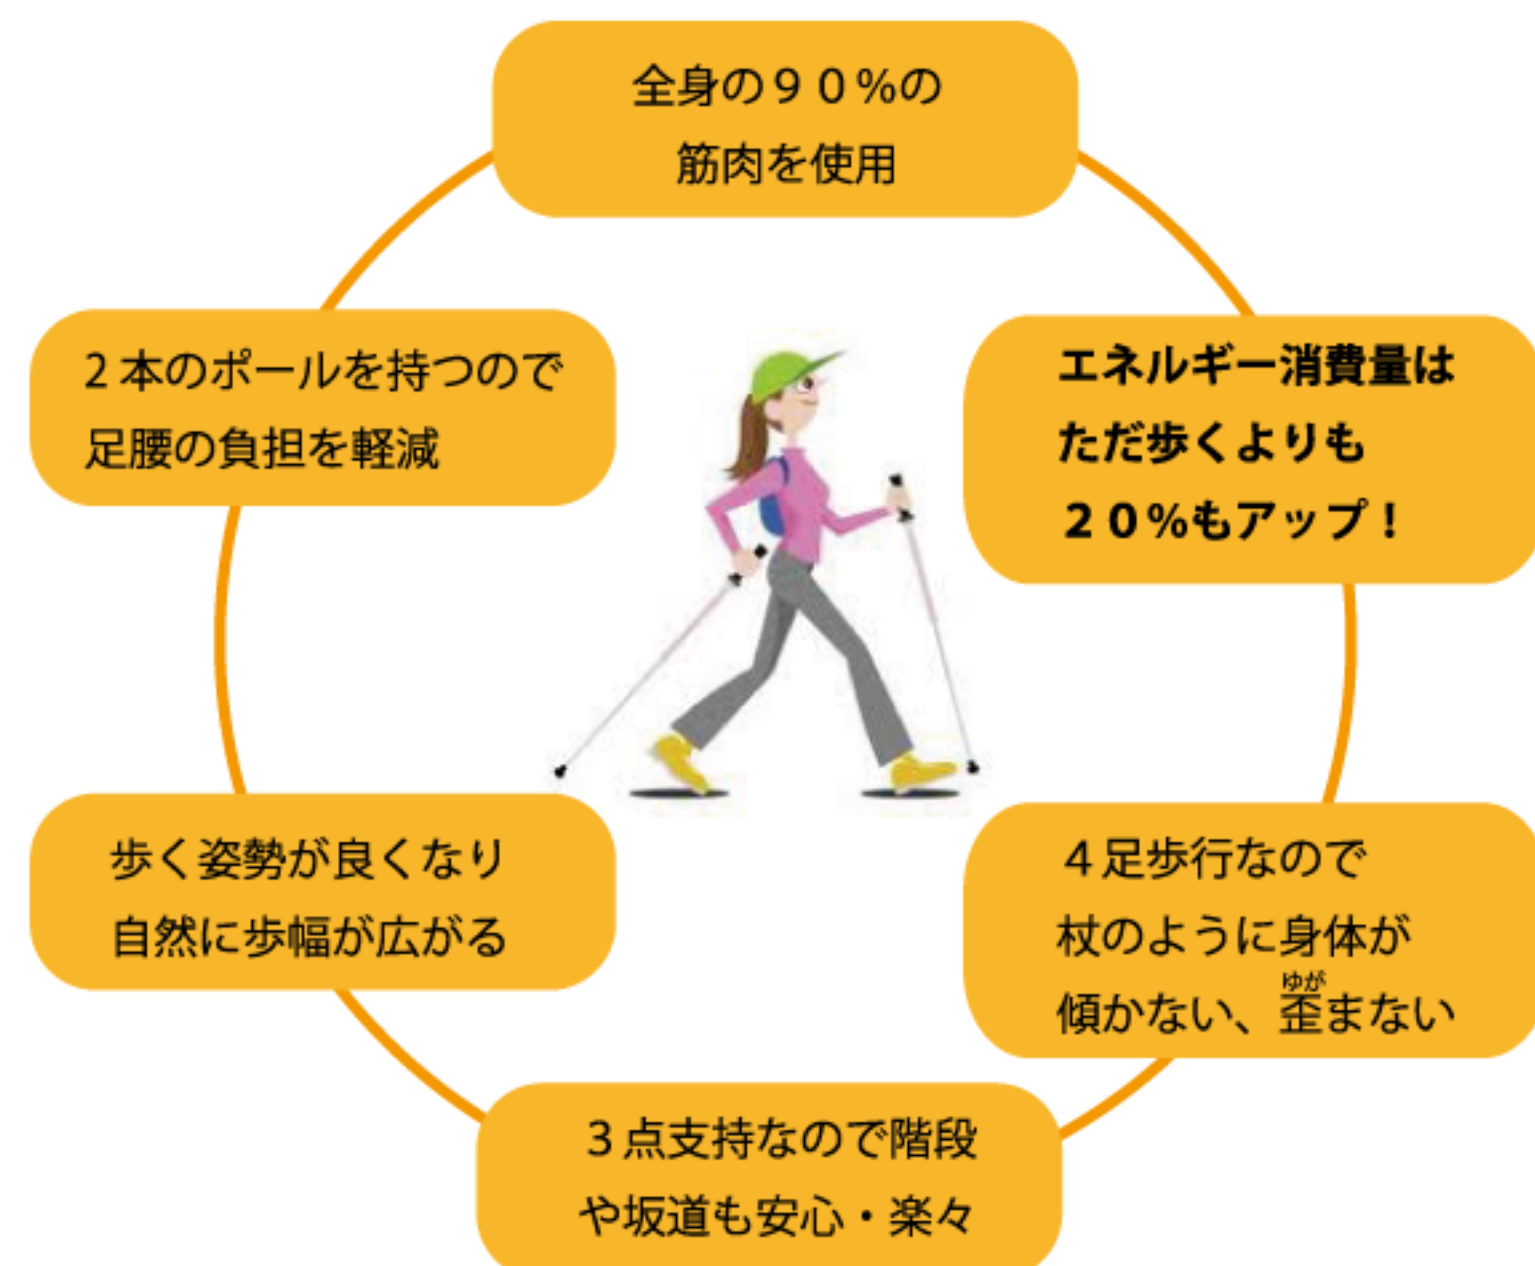 全身の９０％の
筋肉を使用
エネルギー消費量は
ただ歩くよりも
２０％もアップ！
４足歩行なので
杖のように身体が
ゆが
傾かない、歪まない
３点支持なので階段
や坂道も安心・楽々
歩く姿勢が良くなり
自然に歩幅が広がる
２本のポールを持つので
足腰の負担を軽減